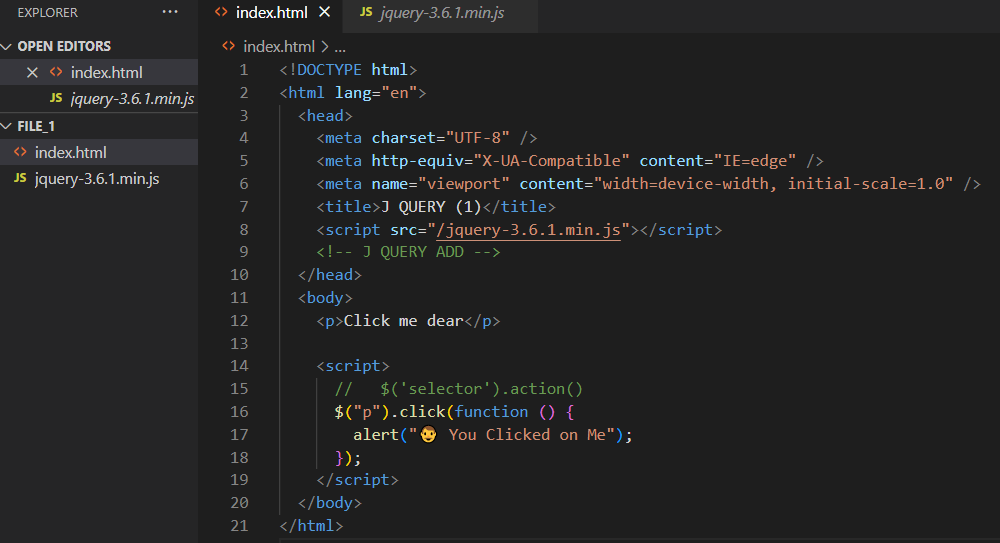 EXPLORER ...
OPEN EDITORS
index.html
JS jquery-3.6.1.min.js
FILE_1
index.html
JS jquery-3.6.1.min.js
index.html JS jquery-3.6.1.min.js
index.html > ...
1 <!DOCTYPE html>
2 <html lang="en">
3 <head>
4 <meta charset="UTF-8" />
5 <meta http-equiv="X-UA-Compatible" content="IE=edge" />
6 <meta name="viewport" content="width=device-width, initial-scale=1.0" />
7 <title>J QUERY (1)</title>
8 <script src="/jquery-3.6.1.min.js"></script>
9 <!-- J QUERY ADD -->
10 </head>
11 <body>
12 <p>Click me dear</p>
13
14 <script>
15 //   $('selector').action()
16 $("p").click(function () {
17 alert("👨 You Clicked on Me");
18 });
19 </script>
20 </body>
21 </html>